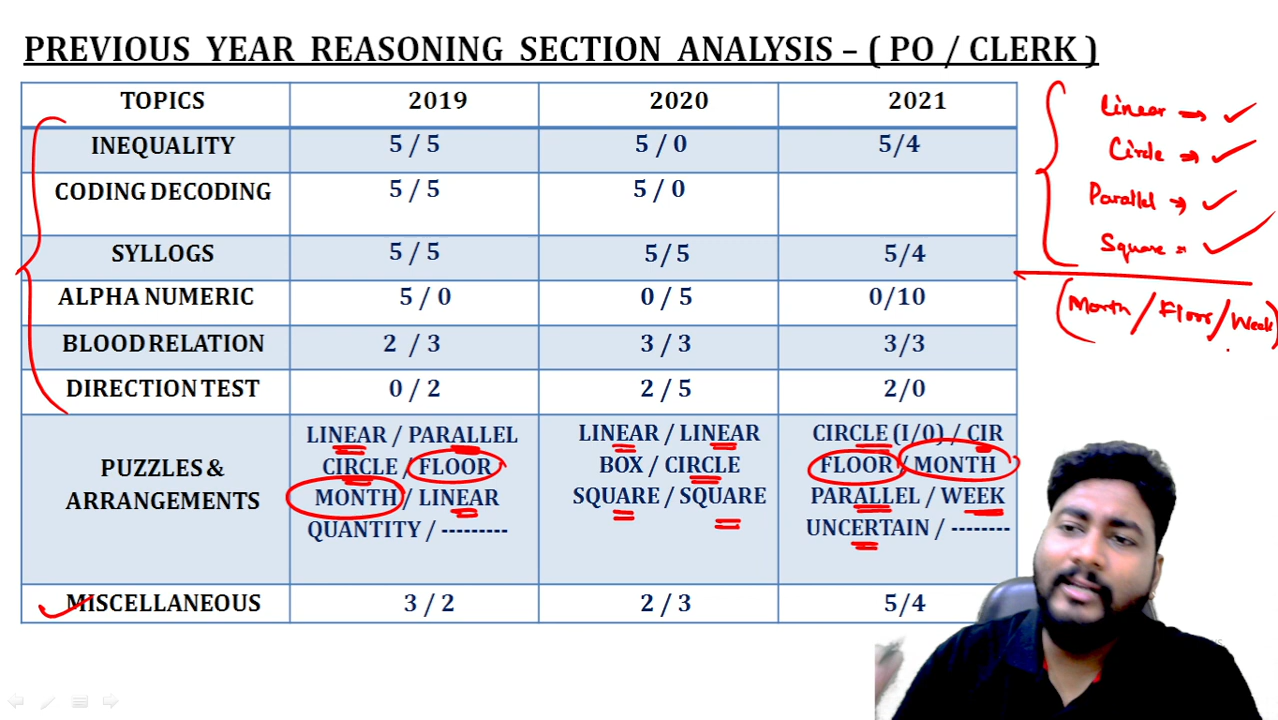 PREVIOUS YEAR REASONING SECTION ANALYSIS – ( PO / CLERK )
TOPICS 2019 2020 2021
INEQUALITY 5 / 5 5 / 0 5/4
CODING DECODING 5 / 5 5 / 0
SYLLOGS 5 / 5 5/5 5/4
ALPHA NUMERIC 5 / 0 0 / 5 0/10
BLOOD RELATION 2 / 3 3 / 3 3/3
DIRECTION TEST 0 / 2 2 / 5 2/0
PUZZLES &
ARRANGEMENTS
LINEAR / PARALLEL
CIRCLE / FLOOR
MONTH / LINEAR
QUANTITY / ---------
LINEAR / LINEAR
BOX / CIRCLE
SQUARE / SQUARE
CIRCLE (I/O) / CIR
FLOOR / MONTH
PARALLEL / WEEK
UNCERTAIN / --------
MISCELLANEOUS 3 / 2 2 / 3 5/4
Linear → ✓
Circle → ✓
Parallel → ✓
Square → ✓
(Month / Floor / Week)